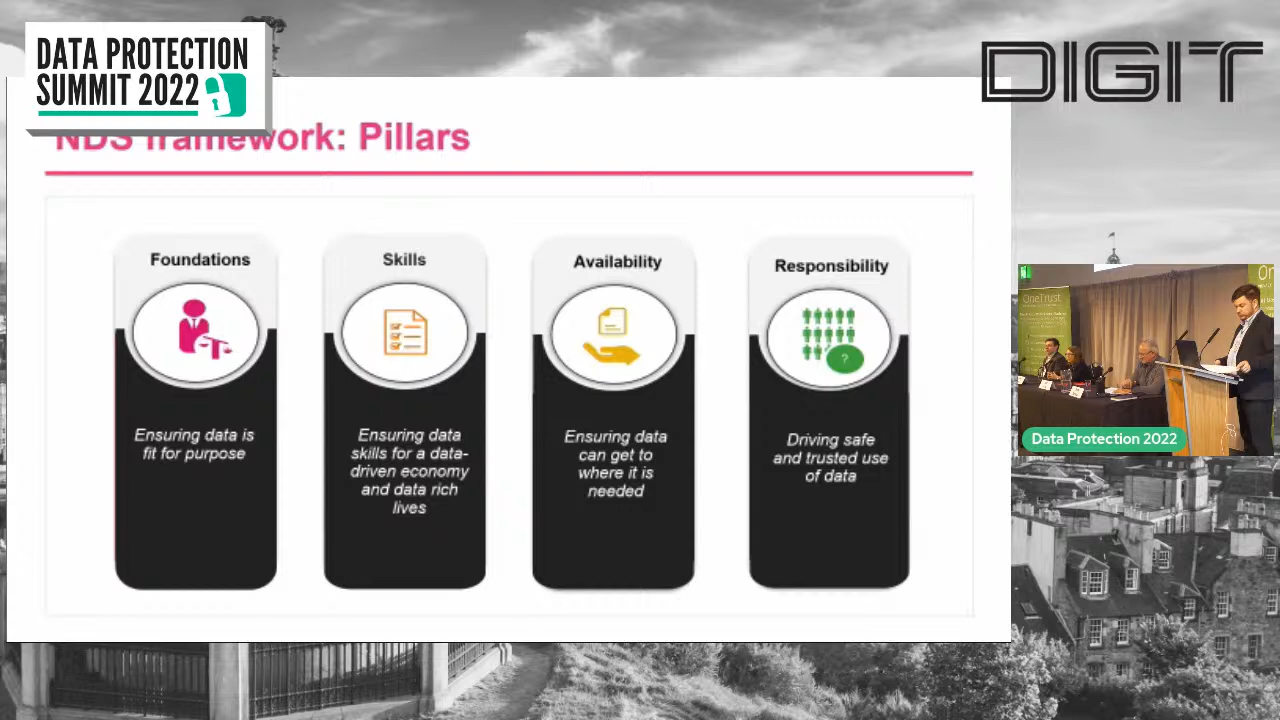 DATA PROTECTION
SUMMIT 2022
DIGIT
NDS framework: Pillars
Foundations
Ensuring data is
fit for purpose
Skills
Ensuring data
skills for a data-
driven economy
and data rich
lives
Availability
Ensuring data
can get to
where it is
needed
Responsibility
?
Driving safe
and trusted use
of data
OneTrust
Data Protection 2022